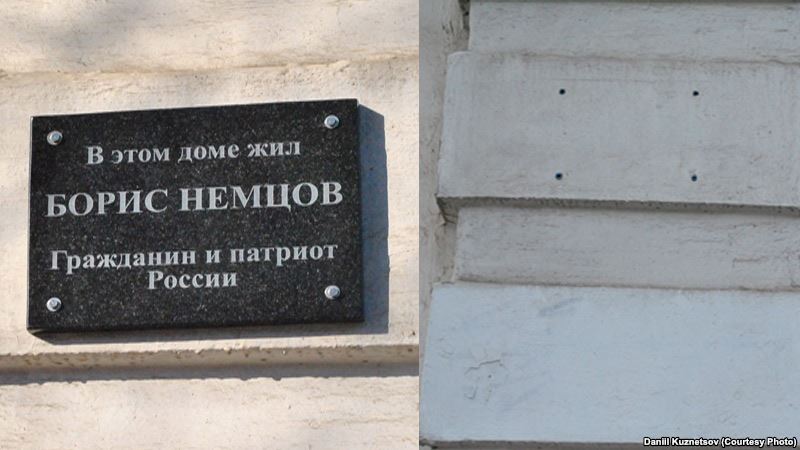 В этом доме жил
БОРИС НЕМЦОВ
Гражданин и патриот
России
Daniil Kuznetsov (Courtesy Photo)